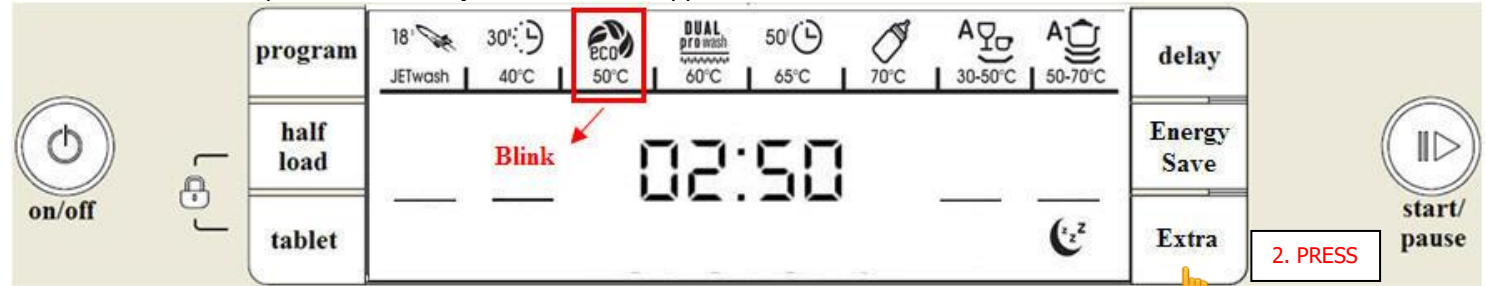 program
18' 30' eco DUAL pro wash 50' A A
JETwash 40°C 50°C 60°C 65°C 70°C 30-50°C 50-70°C
delay
half
load
Blink
02:50
Energy
Save
on/off
start/
pause
tablet
zzZ
Extra
2. PRESS